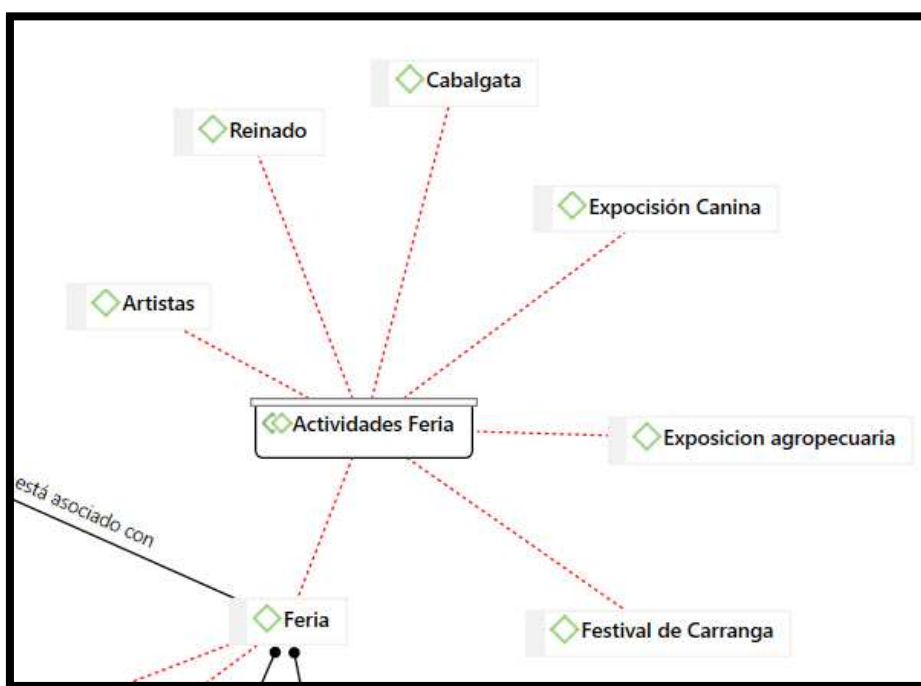 Cabalgata
Reinado
Expocisión Canina
Artistas
Actividades Feria
Exposicion agropecuaria
está asociado con
Feria
Festival de Carranga